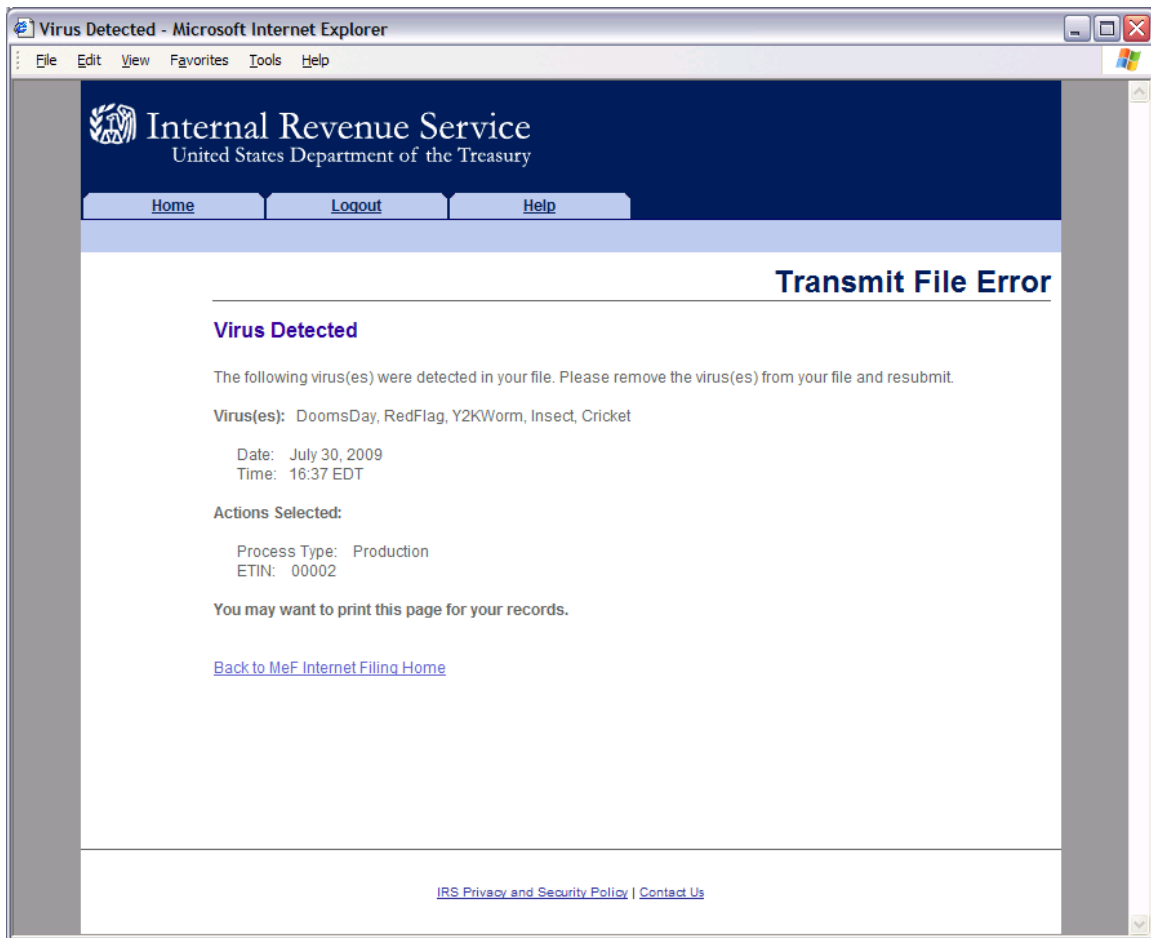 Virus Detected - Microsoft Internet Explorer
File Edit View Favorites Tools Help
Internal Revenue Service
United States Department of the Treasury
Home Logout Help
Transmit File Error
Virus Detected
The following virus(es) were detected in your file. Please remove the virus(es) from your file and resubmit.
Virus(es): DoomsDay, RedFlag, Y2KWorm, Insect, Cricket
Date: July 30, 2009
Time: 16:37 EDT
Actions Selected:
Process Type: Production
ETIN: 00002
You may want to print this page for your records.
Back to MeF Internet Filing Home
IRS Privacy and Security Policy | Contact Us